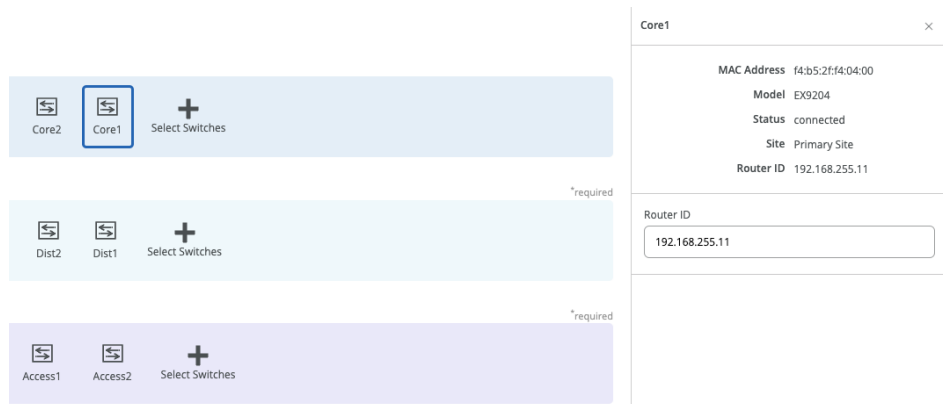 Core2
Core1
Select Switches
*required
Dist2
Dist1
Select Switches
*required
Access1
Access2
Select Switches
Core1
MAC Address f4:b5:2f:f4:04:00
Model EX9204
Status connected
Site Primary Site
Router ID 192.168.255.11
Router ID
192.168.255.11